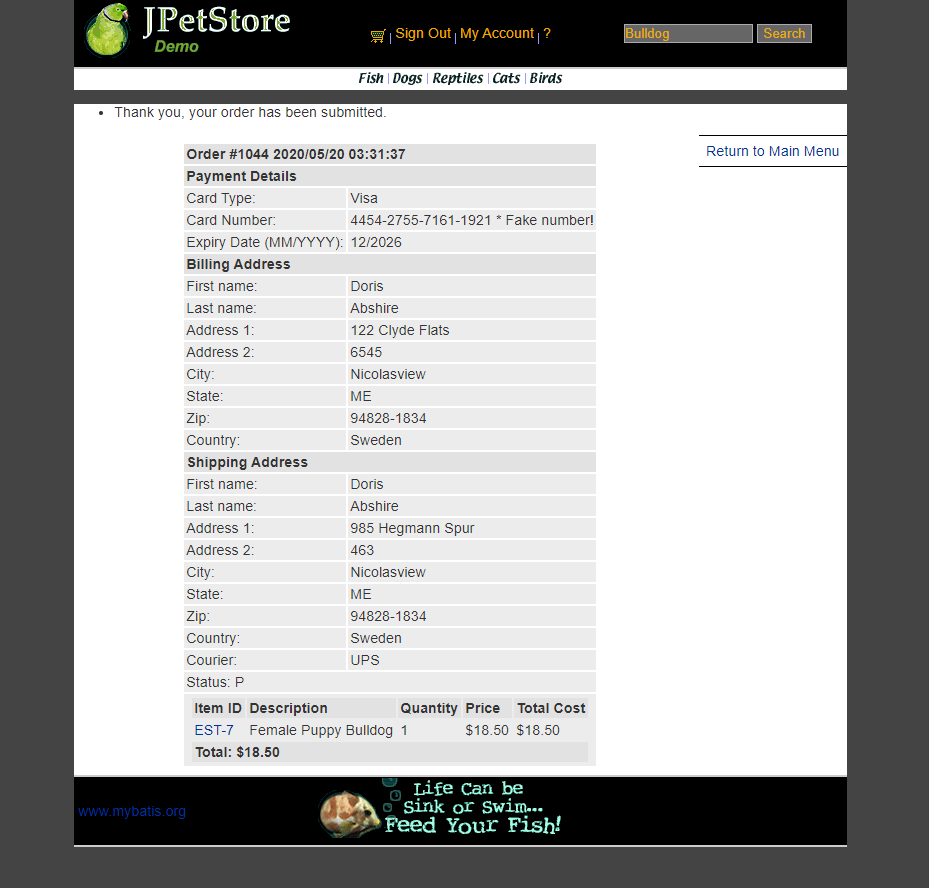 JPetStore
Demo
Sign Out | My Account | ?
Bulldog Search
Fish | Dogs | Reptiles | Cats | Birds
• Thank you, your order has been submitted.
Return to Main Menu
Order #1044 2020/05/20 03:31:37
Payment Details
Card Type: Visa
Card Number: 4454-2755-7161-1921 * Fake number!
Expiry Date (MM/YYYY): 12/2026
Billing Address
First name: Doris
Last name: Abshire
Address 1: 122 Clyde Flats
Address 2: 6545
City: Nicolasview
State: ME
Zip: 94828-1834
Country: Sweden
Shipping Address
First name: Doris
Last name: Abshire
Address 1: 985 Hegmann Spur
Address 2: 463
City: Nicolasview
State: ME
Zip: 94828-1834
Country: Sweden
Courier: UPS
Status: P
Item ID Description Quantity Price Total Cost
EST-7 Female Puppy Bulldog 1 $18.50 $18.50
Total: $18.50
www.mybatis.org
Life Can be
Sink or Swim...
Feed Your Fish!